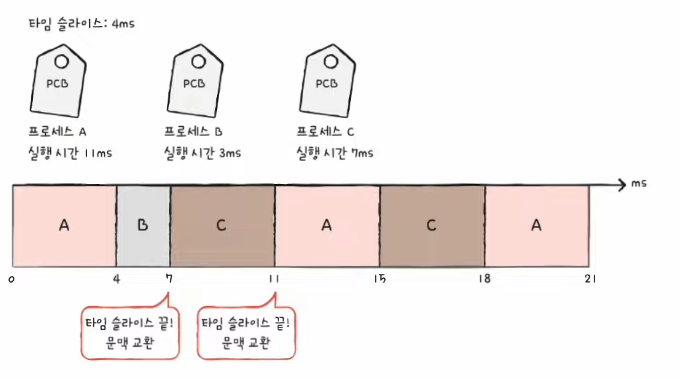 타임 슬라이스: 4ms
PCB
PCB
PCB
프로세스 A
프로세스 B
프로세스 C
실행 시간 11ms
실행 시간 3ms
실행 시간 7ms
ms
A
B
C
A
C
A
0
4
7
11
15
18
21
타임 슬라이스 끝!
문맥 교환
타임 슬라이스 끝!
문맥 교환